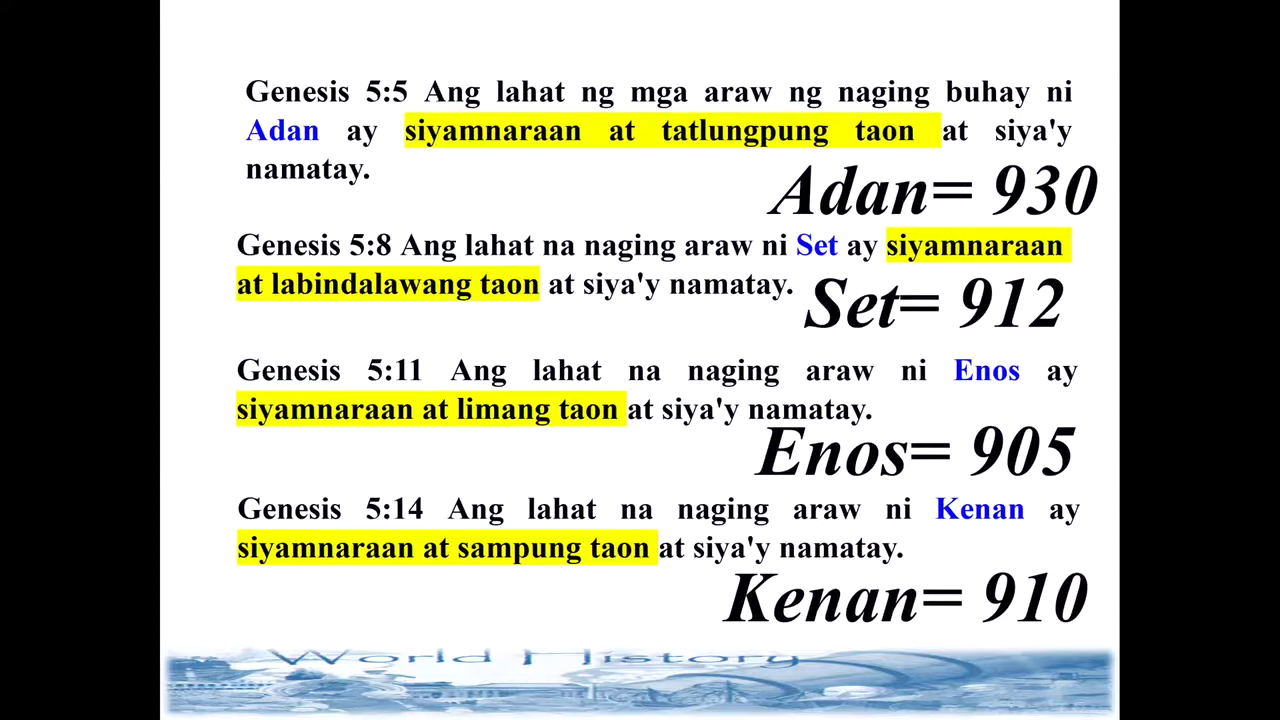 Genesis 5:5 Ang lahat ng mga araw ng naging buhay ni
Adan ay siyamnaraan at tatlungpung taon at siya'y
namatay.
Adan= 930
Genesis 5:8 Ang lahat na naging araw ni Set ay siyamnaraan
at labindalawang taon at siya'y namatay.
Set= 912
Genesis 5:11 Ang lahat na naging araw ni Enos ay
siyamnaraan at limang taon at siya'y namatay.
Enos= 905
Genesis 5:14 Ang lahat na naging araw ni Kenan ay
siyamnaraan at sampung taon at siya'y namatay.
Kenan= 910
World History